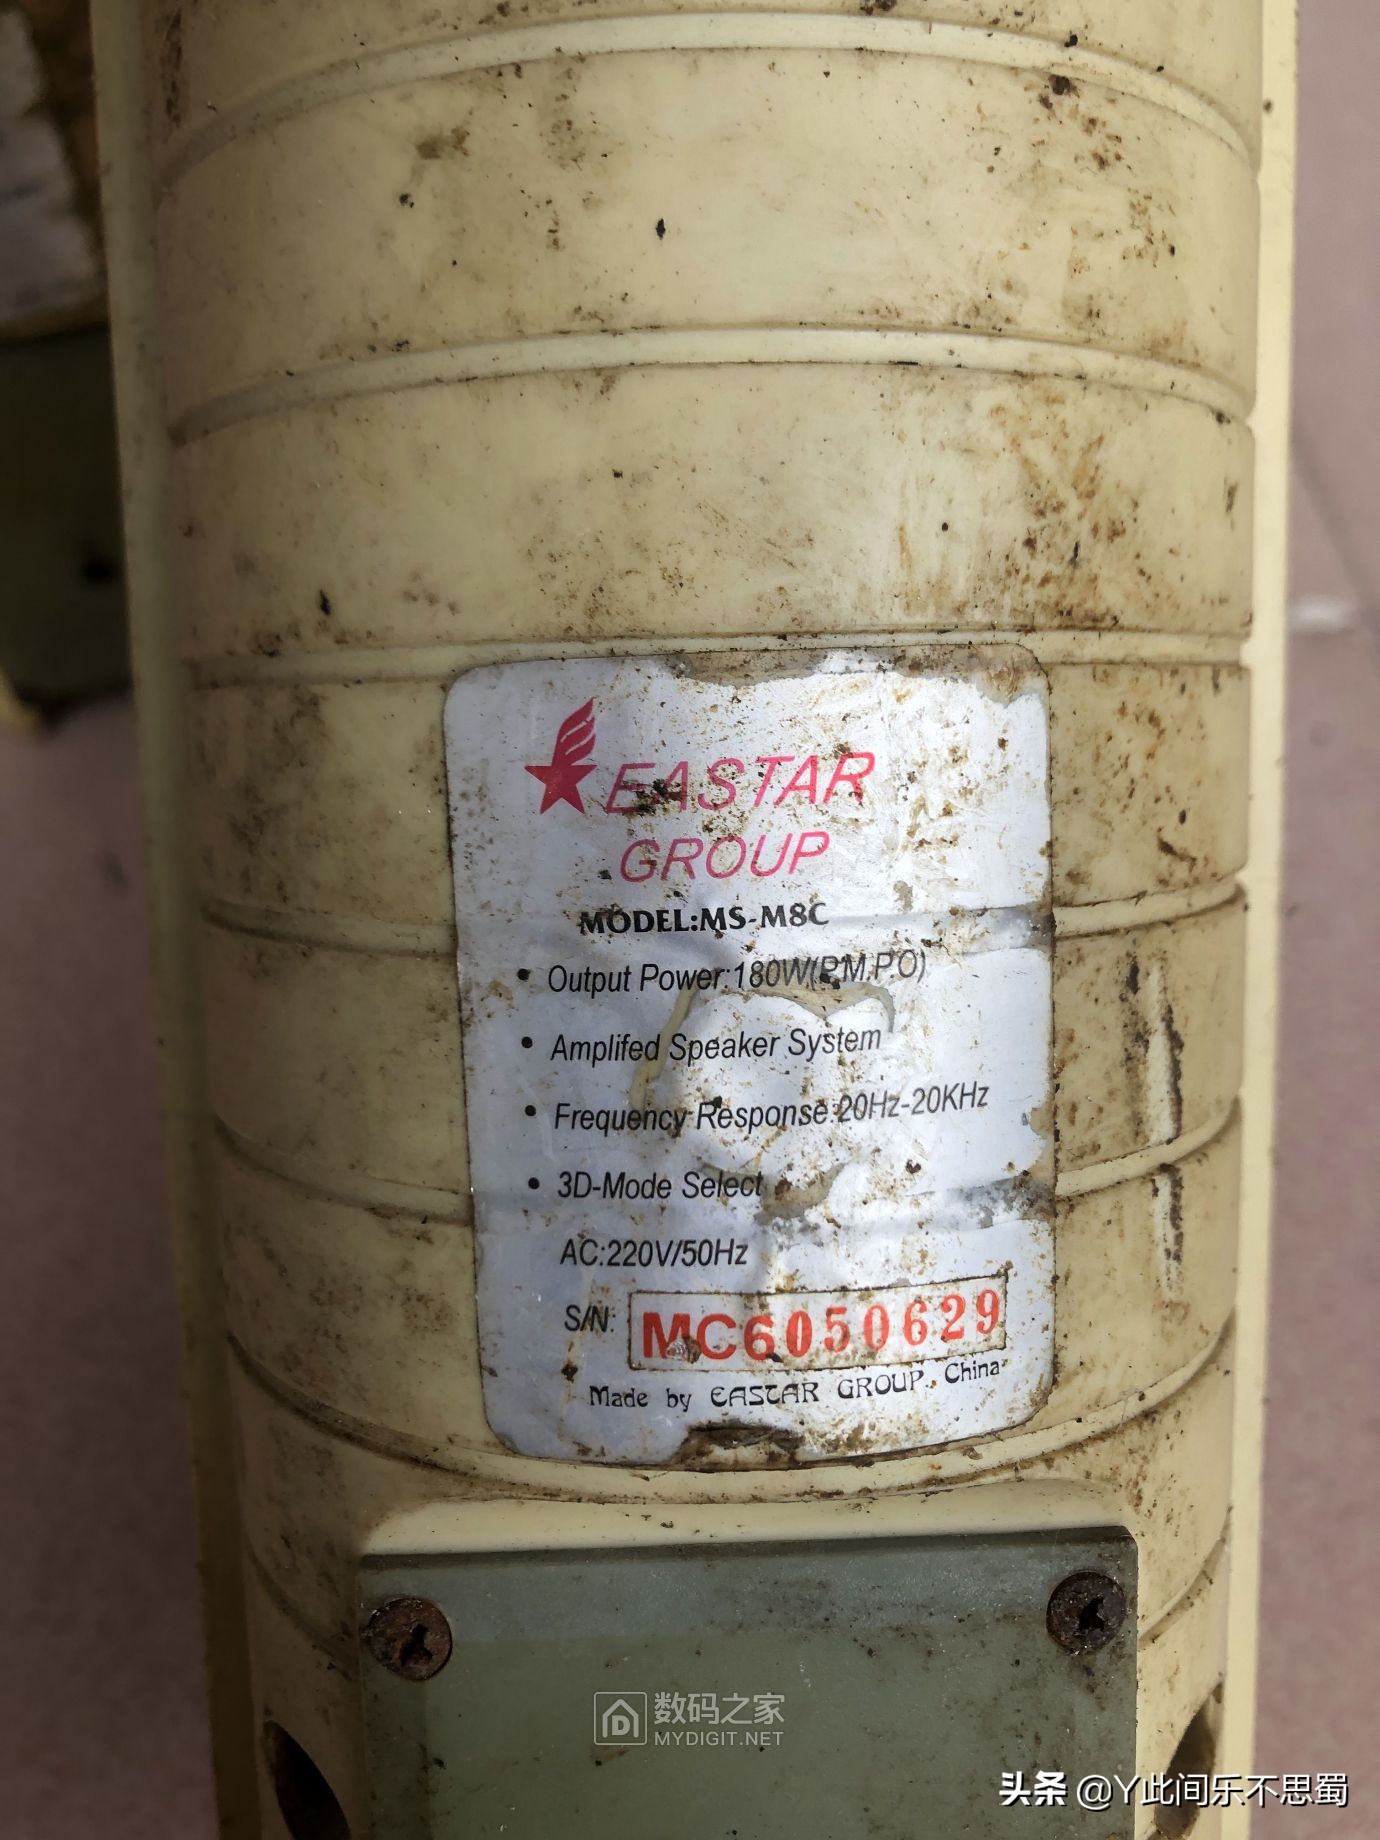 EASTAR
GROUP
MODEL:MS-M8C
• Output Power:180W(P.M.P.O)
• Amplifed Speaker System
• Frequency Response:20Hz-20KHz
• 3D-Mode Select
AC:220V/50Hz
S/N: MC6050629
Made by EASTAR GROUP. China
数码之家
MYDIGIT.NET
头条 @Y此间乐不思蜀